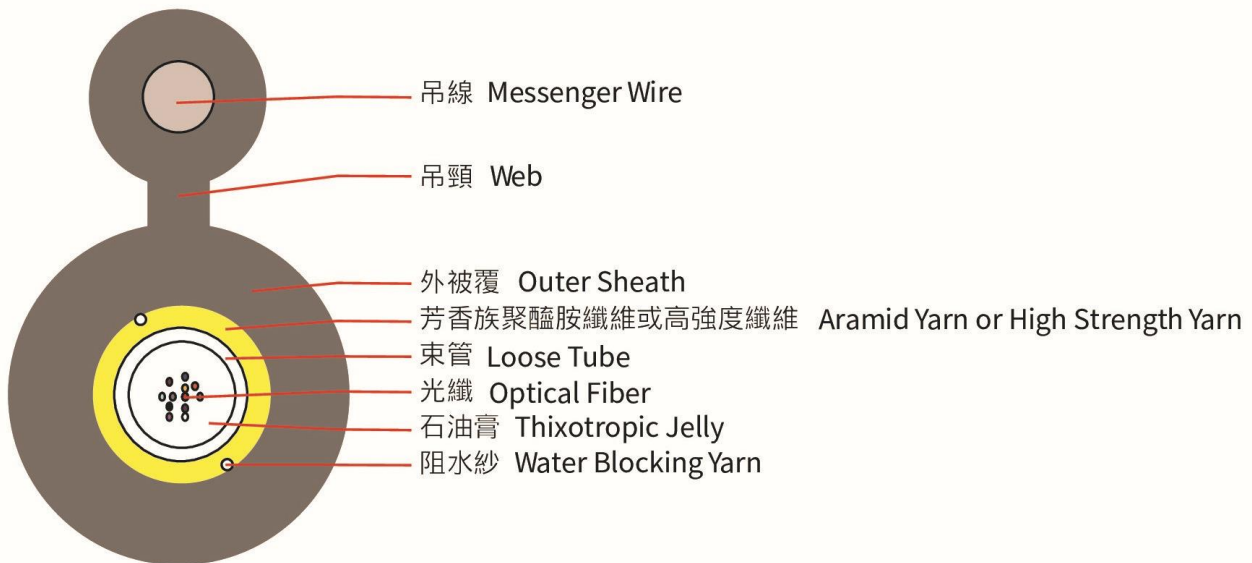 吊線 Messenger Wire
吊頸 Web
外被覆 Outer Sheath
芳香族聚醯胺纖維或高強度纖維 Aramid Yarn or High Strength Yarn
束管 Loose Tube
光纖 Optical Fiber
石油膏 Thixotropic Jelly
阻水紗 Water Blocking Yarn